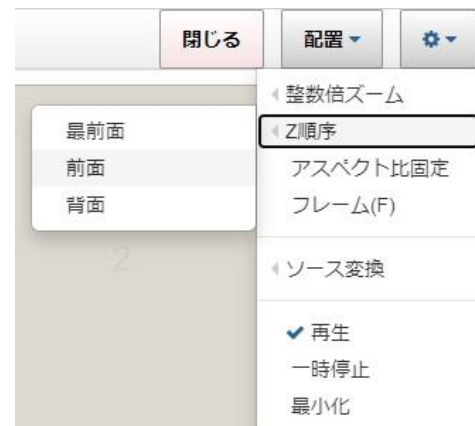 閉じる
配置
整数倍ズーム
Z順序
アスペクト比固定
フレーム(F)
ソース変換
再生
一時停止
最小化
最前面
前面
背面
2